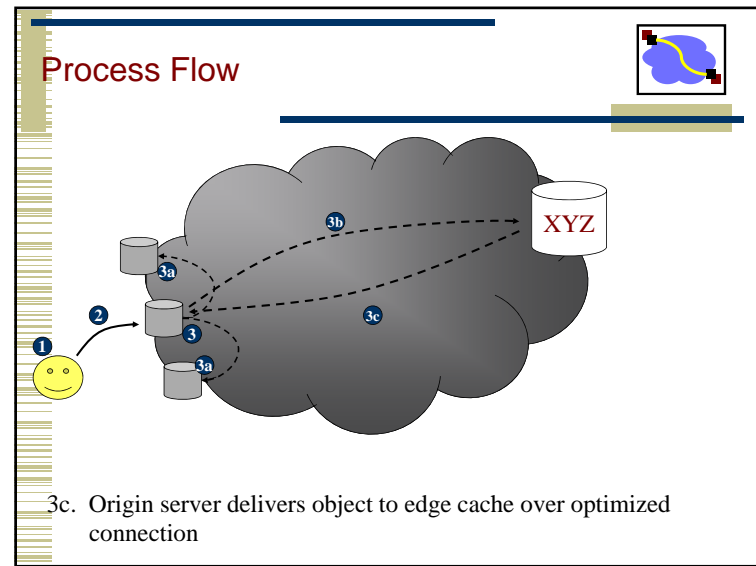 Process Flow
3b
XYZ
3a
2
3
3c
1
3a
3c. Origin server delivers object to edge cache over optimized
connection